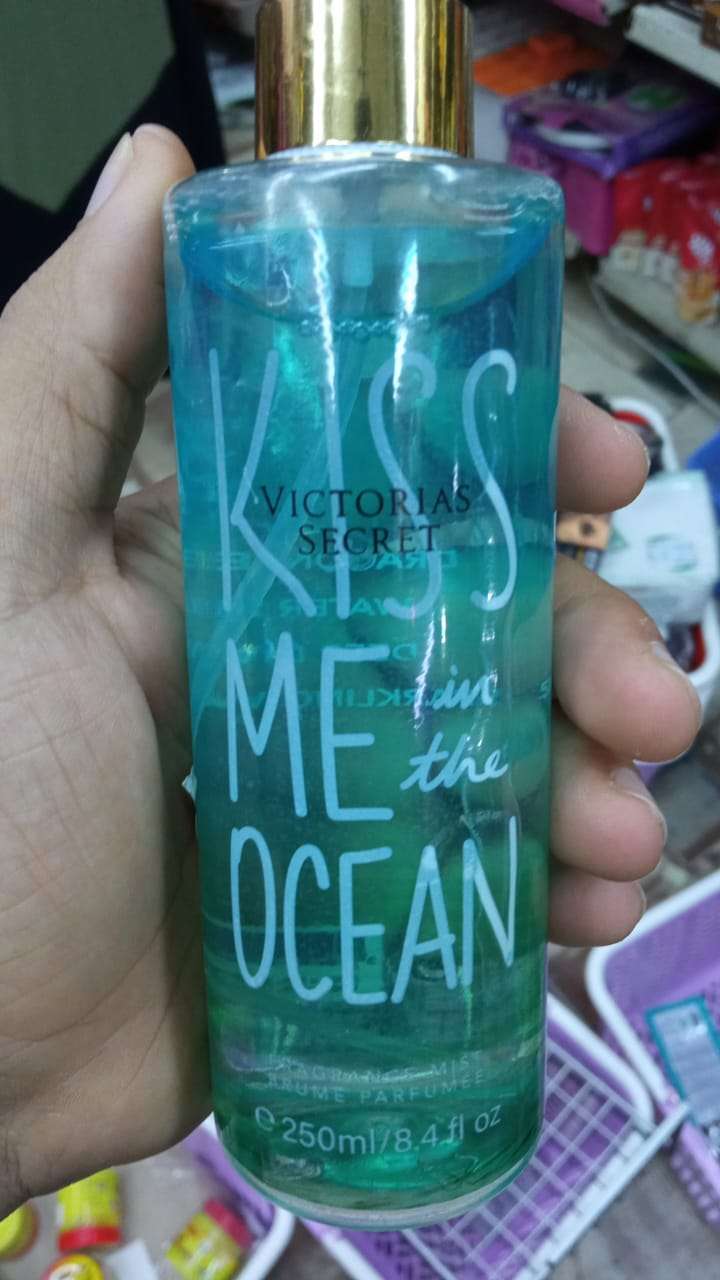 KISS
VICTORIA'S
SECRET
ME in
the
OCEAN
FRAGRANCE MIST
BRUME PARFUMÉE
e 250ml/8.4 fl oz